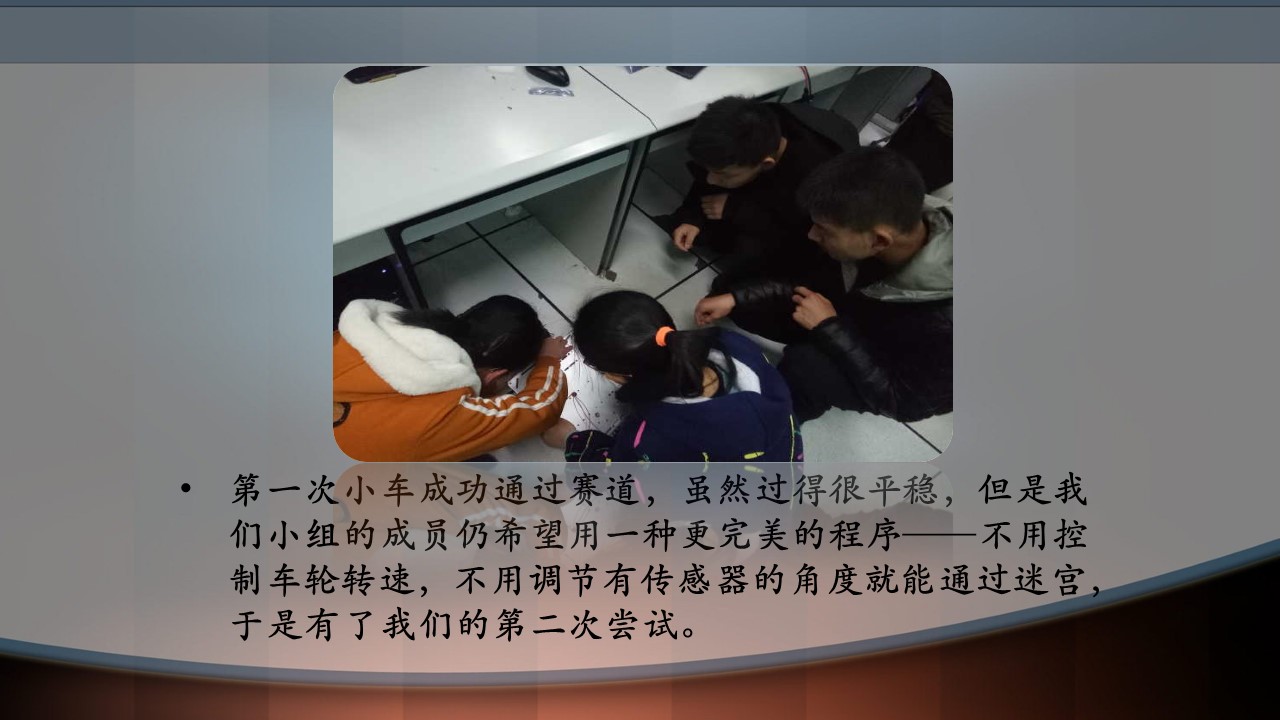 • 第一次小车成功通过赛道，虽然过得很平稳，但是我
们小组的成员仍希望用一种更完美的程序——不用控
制车轮转速，不用调节有传感器的角度就能通过迷宫，
于是有了我们的第二次尝试。